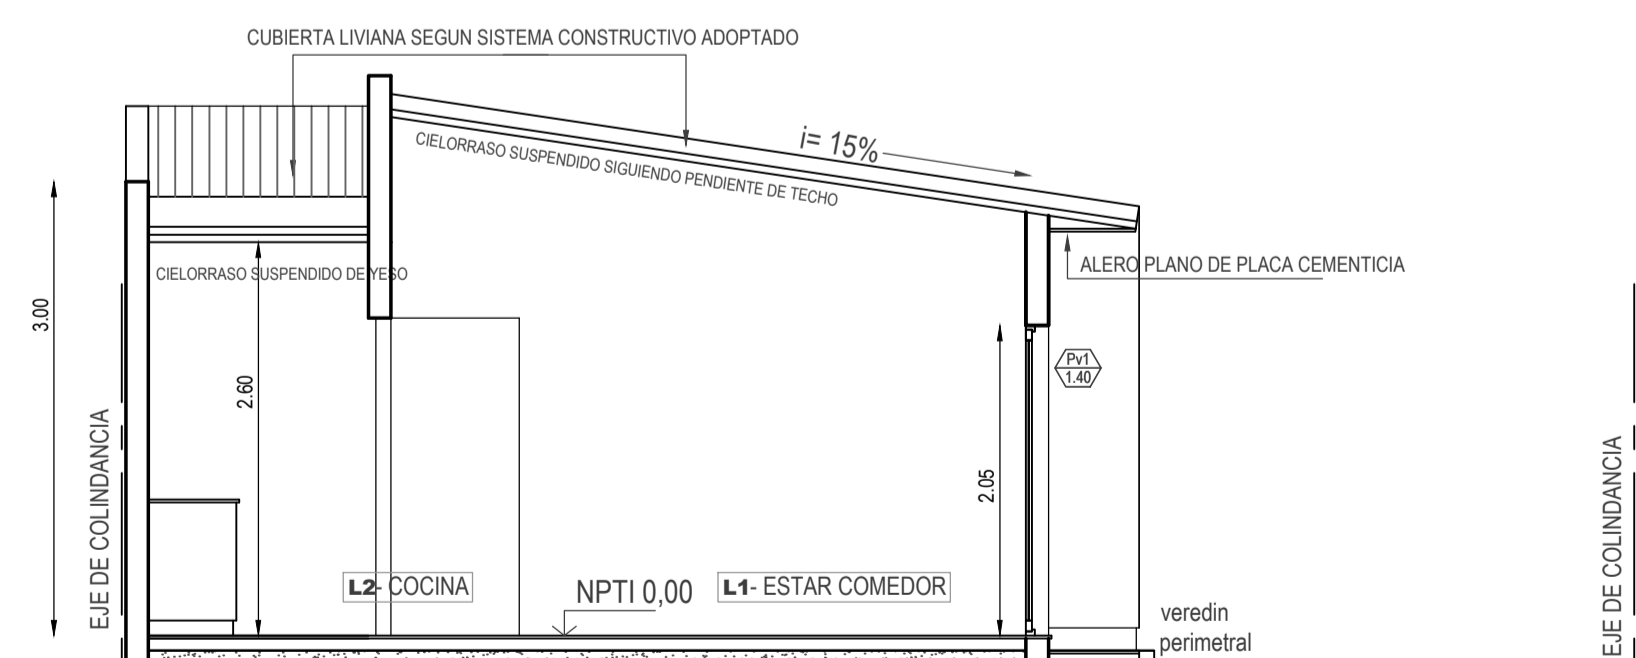 CUBIERTA LIVIANA SEGUN SISTEMA CONSTRUCTIVO ADOPTADO
i= 15%
CIELORRASO SUSPENDIDO SIGUIENDO PENDIENTE DE TECHO
CIELORRASO SUSPENDIDO DE YESO
ALERO PLANO DE PLACA CEMENTICIA
3.00
2.60
2.05
Pv1
1.40
EJE DE COLINDANCIA
EJE DE COLINDANCIA
L2- COCINA
NPTI 0,00
L1- ESTAR COMEDOR
veredin
perimetral